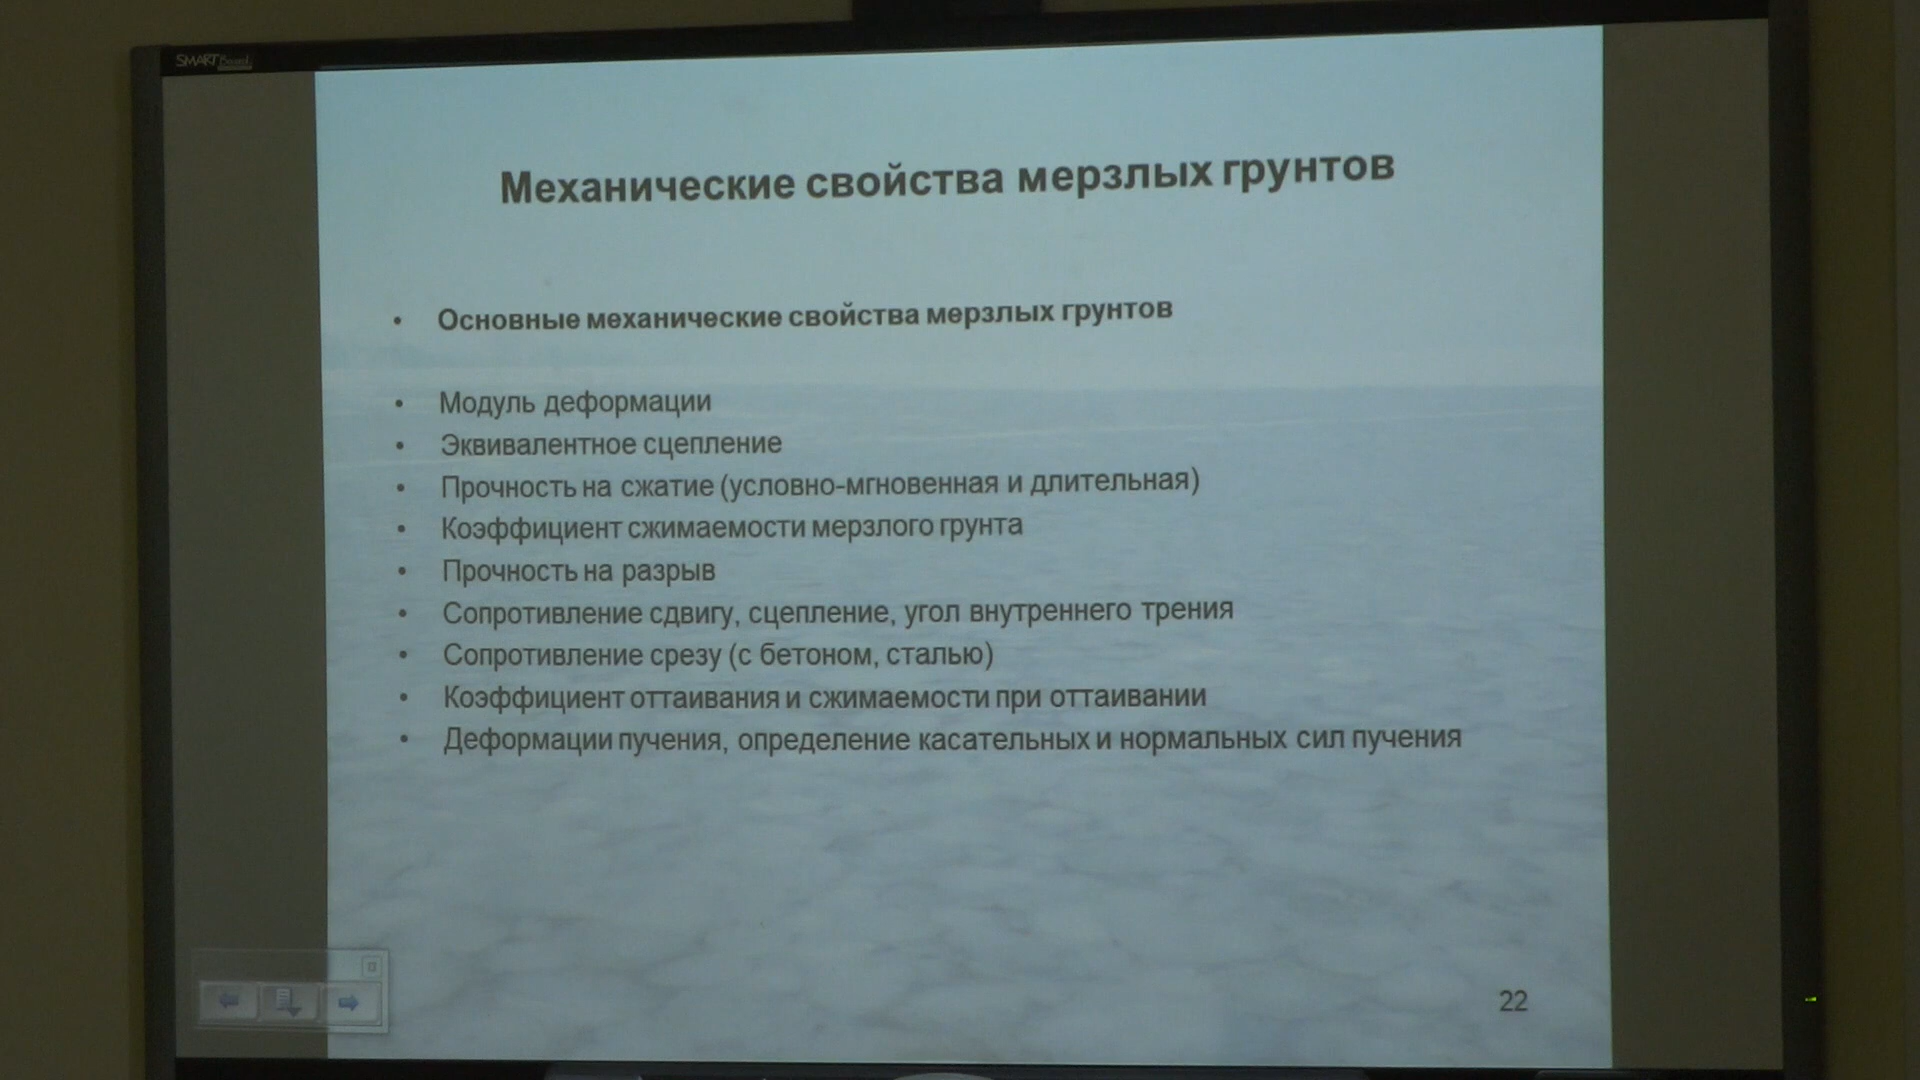 SMART Board
Механические свойства мерзлых грунтов
• Основные механические свойства мерзлых грунтов
• Модуль деформации
• Эквивалентное сцепление
• Прочность на сжатие (условно-мгновенная и длительная)
• Коэффициент сжимаемости мерзлого грунта
• Прочность на разрыв
• Сопротивление сдвигу, сцепление, угол внутреннего трения
• Сопротивление срезу (с бетоном, сталью)
• Коэффициент оттаивания и сжимаемости при оттаивании
• Деформации пучения, определение касательных и нормальных сил пучения
22